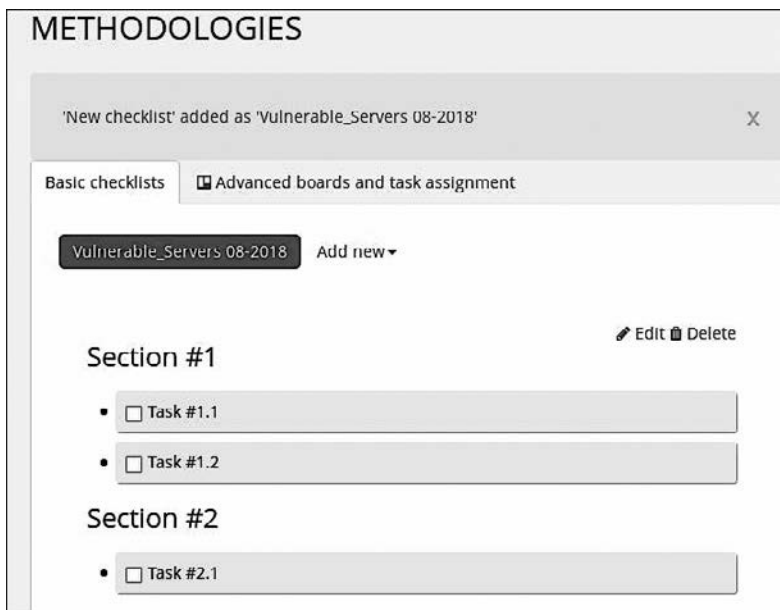 METHODOLOGIES
'New checklist' added as 'Vulnerable_Servers 08-2018'
X
Basic checklists Advanced boards and task assignment
Vulnerable_Servers 08-2018 Add new
Edit Delete
Section #1
Task #1.1
Task #1.2
Section #2
Task #2.1